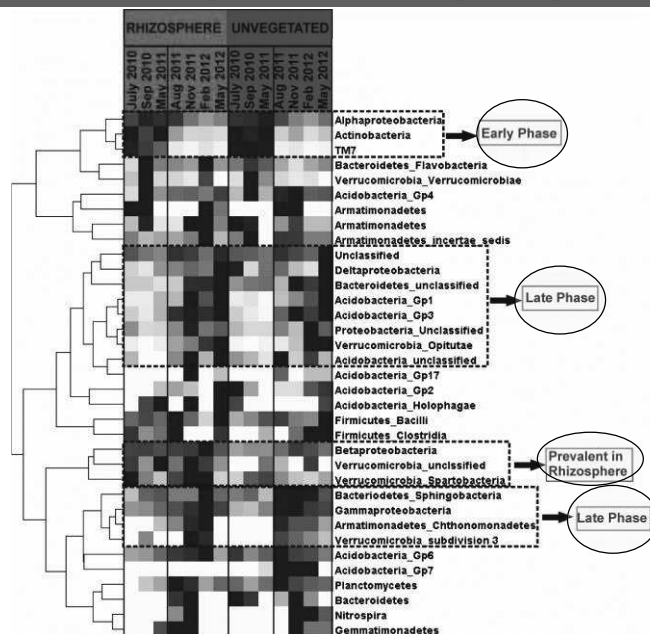 RHIZOSPHERE UNVEGETATED
July 2010
Sep 2010
May 2011
Aug 2011
Nov 2011
Feb 2012
May 2012
July 2010
Sep 2010
May 2011
Aug 2011
Nov 2011
Feb 2012
May 2012
Alphaproteobacteria
Actinobacteria
TM7
Early Phase
Bacteroidetes_Flavobacteria
Verrucomicrobia_Verrucomicrobiae
Acidobacteria_Gp4
Armatimonadetes
Armatimonadetes
Armatimonadetes_incertae_sedis
Unclassified
Deltaproteobacteria
Bacteroidetes_unclassified
Acidobacteria_Gp1
Acidobacteria_Gp3
Proteobacteria_Unclassified
Verrucomicrobia_Opitutae
Acidobacteria_unclassified
Late Phase
Acidobacteria_Gp17
Acidobacteria_Gp2
Acidobacteria_Holophagae
Firmicutes_Bacilli
Firmicutes_Clostridia
Betaproteobacteria
Verrucomicrobia_unclssified
Verrucomicrobia_Spartobacteria
Prevalent in
Rhizosphere
Bacteriodetes_Sphingobacteria
Gammaproteobacteria
Armatimonadetes_Chthonomonadetes
Verrucomicrobia_subdivision 3
Late Phase
Acidobacteria_Gp6
Acidobacteria_Gp7
Planctomycetes
Bacteroidetes
Nitrospira
Gemmatimonadetes